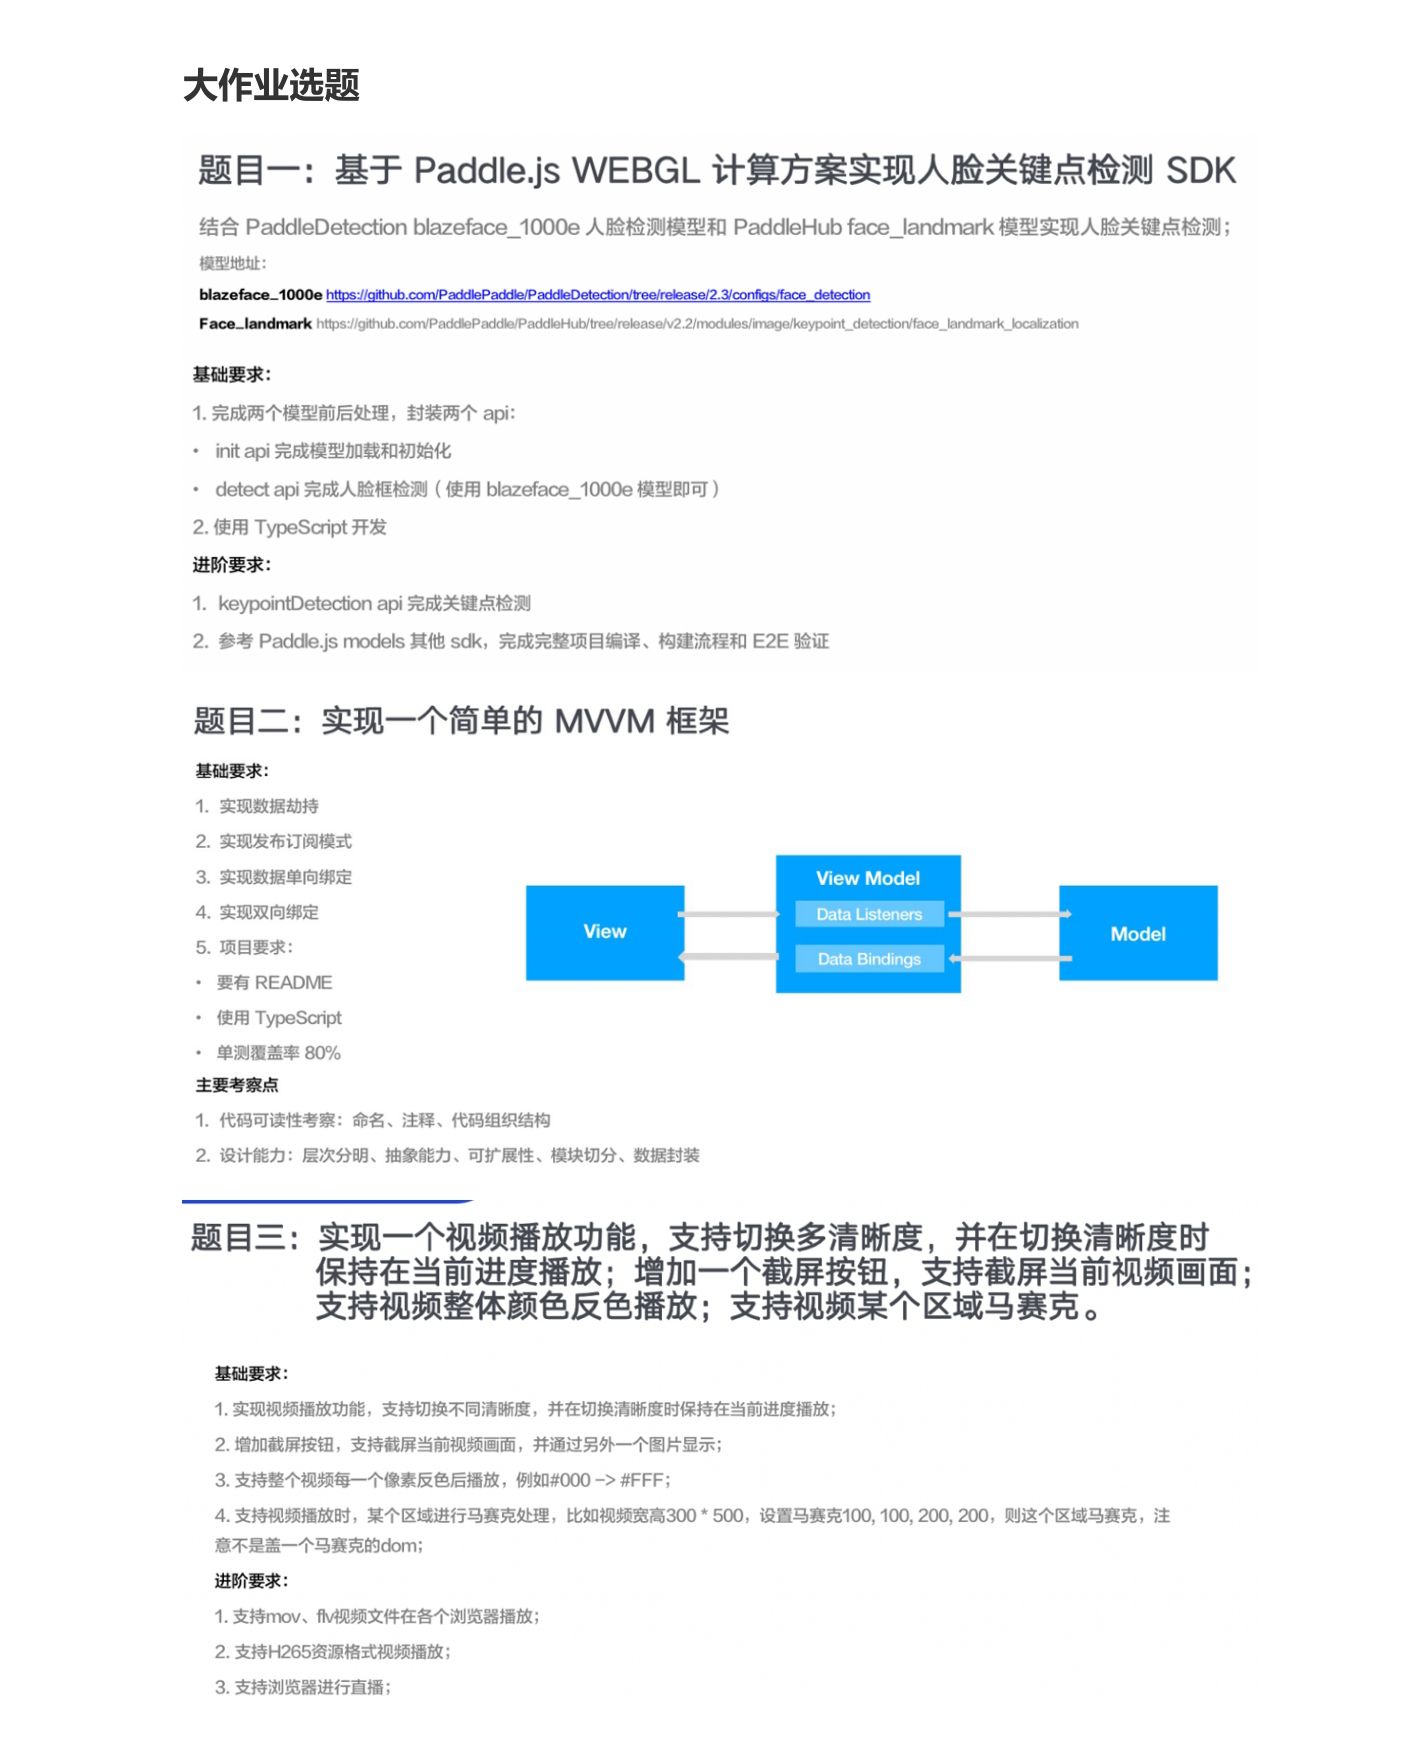 大作业选题
题目一：基于 Paddle.js WEBGL 计算方案实现人脸关键点检测 SDK
结合 PaddleDetection blazeface_1000e 人脸检测模型和 PaddleHub face_landmark 模型实现人脸关键点检测；
模型地址：
blazeface_1000e https://github.com/PaddlePaddle/PaddleDetection/tree/release/2.3/configs/face_detection
Face_landmark https://github.com/PaddlePaddle/PaddleHub/tree/release/v2.2/modules/image/keypoint_detection/face_landmark_localization
基础要求：
1. 完成两个模型前后处理，封装两个 api：
• init api 完成模型加载和初始化
• detect api 完成人脸框检测（使用 blazeface_1000e 模型即可）
2. 使用 TypeScript 开发
进阶要求：
1. keypointDetection api 完成关键点检测
2. 参考 Paddle.js models 其他 sdk，完成完整项目编译、构建流程和 E2E 验证
题目二：实现一个简单的 MVVM 框架
基础要求：
1. 实现数据劫持
2. 实现发布订阅模式
3. 实现数据单向绑定
4. 实现双向绑定
5. 项目要求：
• 要有 README
• 使用 TypeScript
• 单测覆盖率 80%
主要考察点
1. 代码可读性考察：命名、注释、代码组织结构
2. 设计能力：层次分明、抽象能力、可扩展性、模块切分、数据封装
View
View Model
Data Listeners
Data Bindings
Model
题目三：实现一个视频播放功能，支持切换多清晰度，并在切换清晰度时
保持在当前进度播放；增加一个截屏按钮，支持截屏当前视频画面；
支持视频整体颜色反色播放；支持视频某个区域马赛克。
基础要求：
1. 实现视频播放功能，支持切换不同清晰度，并在切换清晰度时保持在当前进度播放；
2. 增加截屏按钮，支持截屏当前视频画面，并通过另外一个图片显示；
3. 支持整个视频每一个像素反色后播放，例如#000 –> #FFF；
4. 支持视频播放时，某个区域进行马赛克处理，比如视频宽高300 * 500，设置马赛克100, 100, 200, 200，则这个区域马赛克，注
意不是盖一个马赛克的dom；
进阶要求：
1. 支持mov、flv视频文件在各个浏览器播放；
2. 支持H265资源格式视频播放；
3. 支持浏览器进行直播；